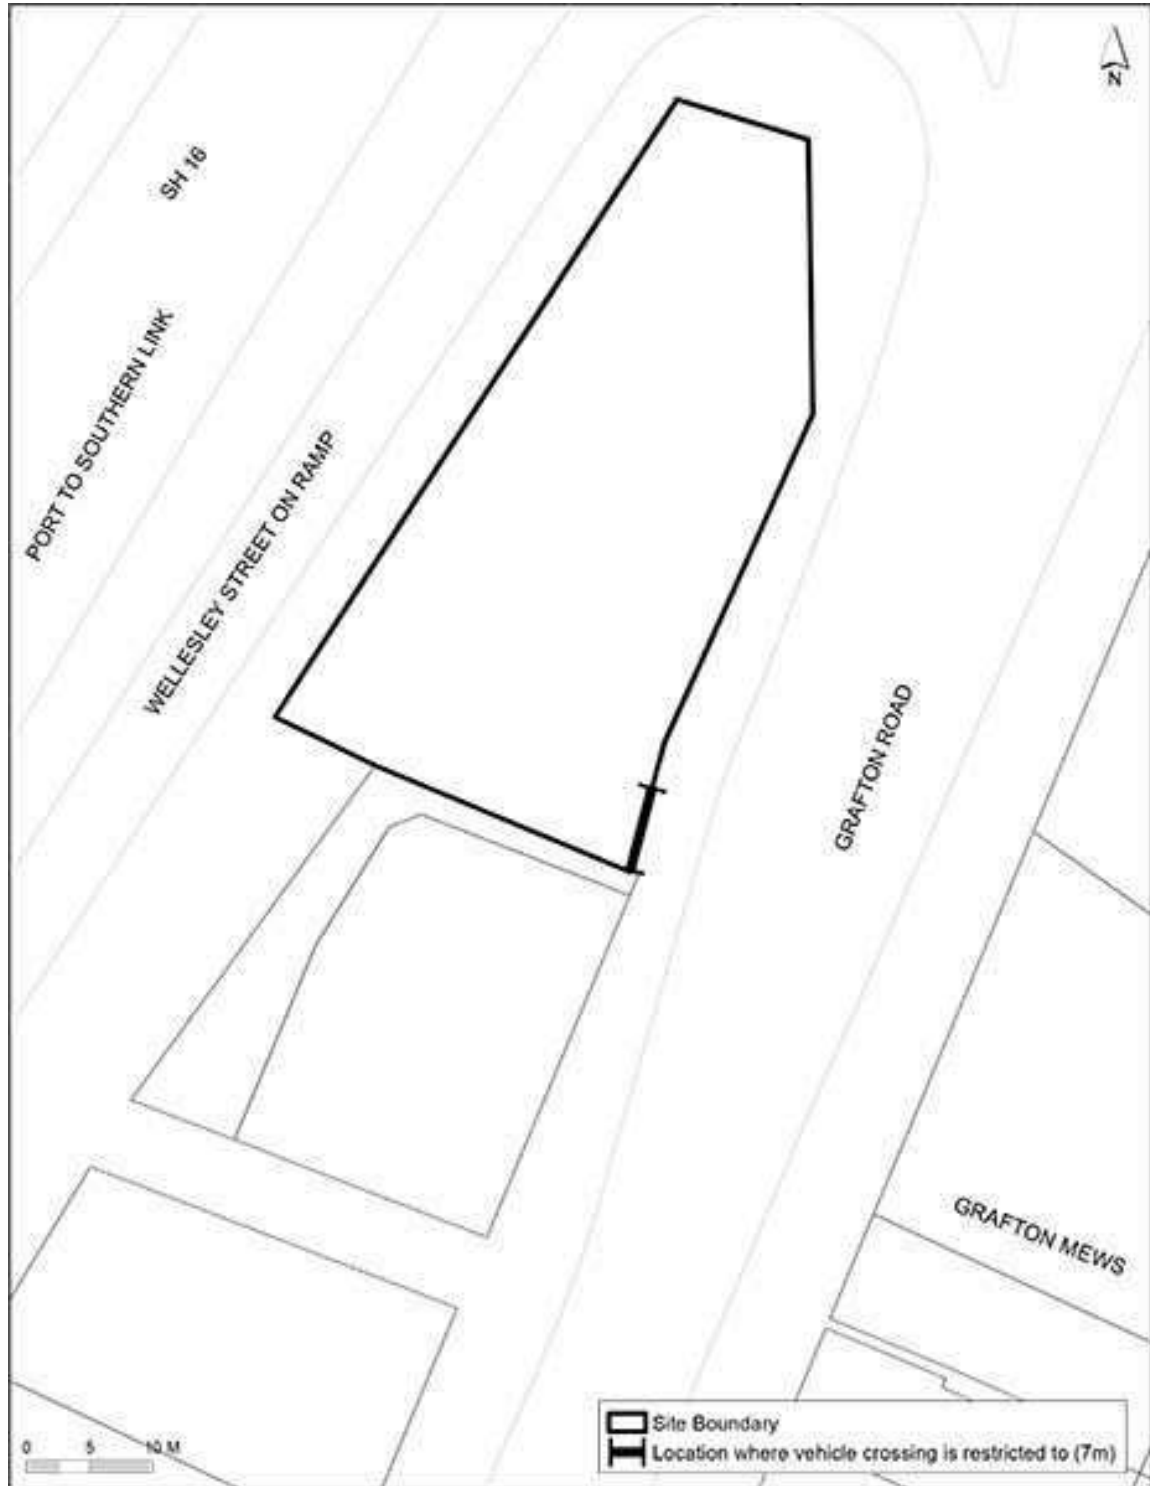 N
SH 16
PORT TO SOUTHERN LINK
WELLESLEY STREET ON RAMP
GRAFTON ROAD
GRAFTON MEWS
Site Boundary
Location where vehicle crossing is restricted to (7m)
0 5 10 M